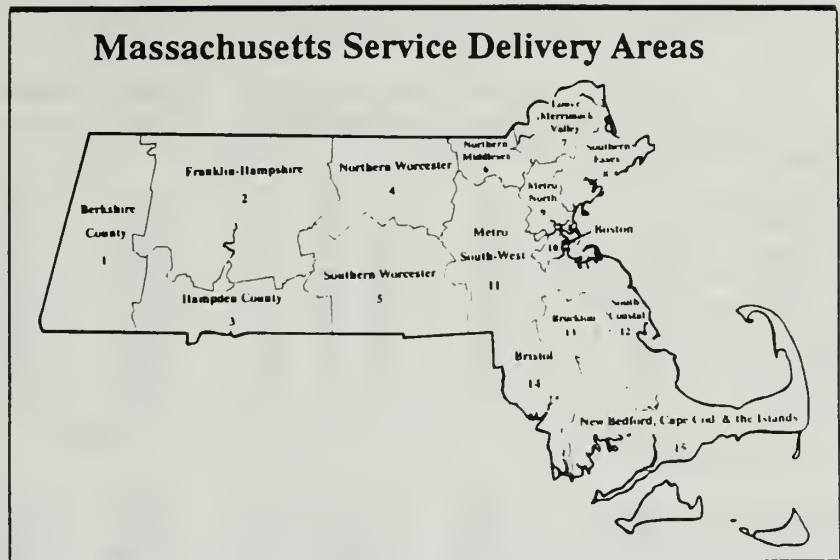 Massachusetts Service Delivery Areas
Berkshire
County
1
Franklin-Hampshire
2
Hampden County
3
Northern Worcester
4
Southern Worcester
5
Northern
Middlesex
6
Lower
Merrimack
Valley
7
Southern
Essex
8
Metro
North
9
Boston
10
Metro
South-West
11
South
Coastal
12
Brockton
13
Bristol
14
New Bedford, Cape Cod & the Islands
15